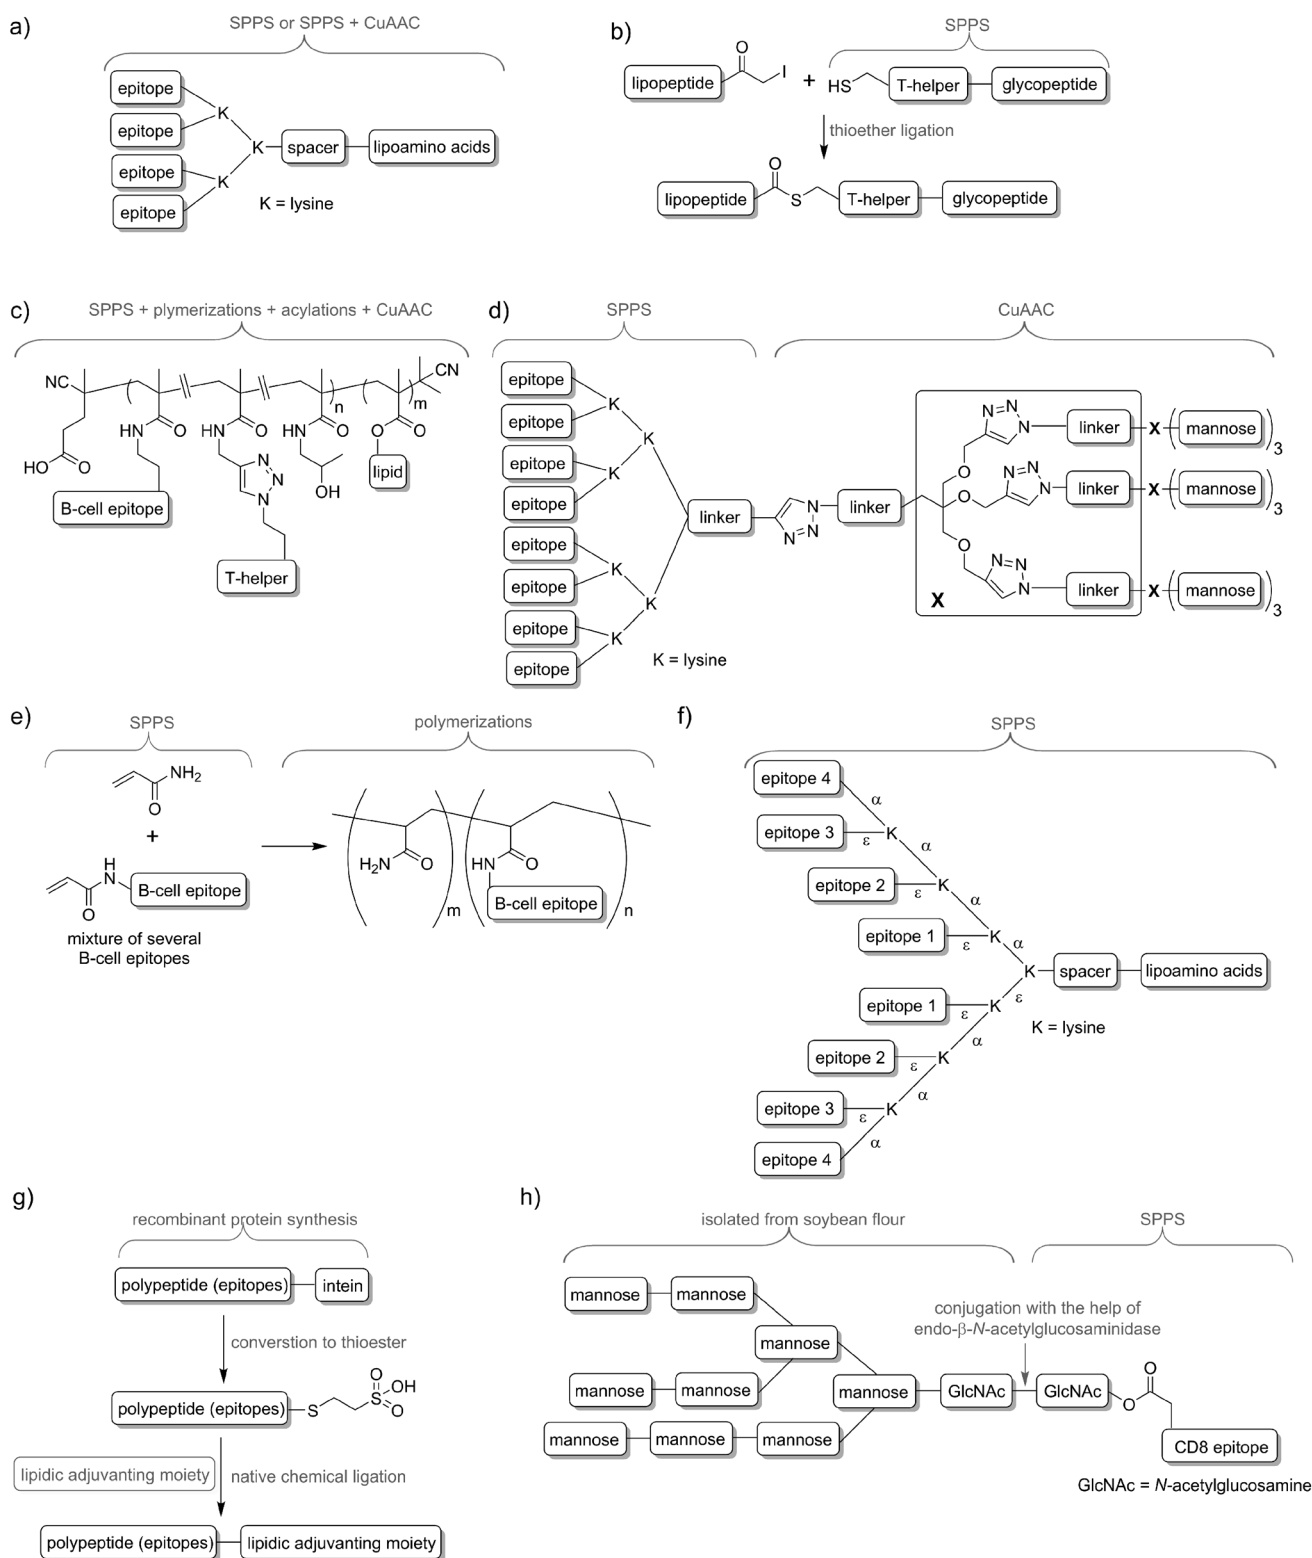 a)
SPPS or SPPS + CuAAC
epitope
epitope
epitope
epitope
K
K
K
spacer
lipoamino acids
K = lysine
b)
SPPS
lipopeptide
O
I
+
HS
T-helper
glycopeptide
thioether ligation
lipopeptide
O
S
T-helper
glycopeptide
c)
SPPS + plymerizations + acylations + CuAAC
NC
CN
n
m
HN
O
HN
O
HN
O
O
O
HO
O
N
N
N
OH
lipid
B-cell epitope
T-helper
d)
SPPS
CuAAC
epitope
epitope
epitope
epitope
epitope
epitope
epitope
epitope
K
K
K
K
K
K
linker
N
N=N
linker
O
O
O
N=N
N
linker
X
mannose
3
N=N
N
linker
X
mannose
3
N=N
N
linker
X
mannose
3
X
K = lysine
e)
SPPS
polymerizations
NH2
O
+
H
N
O
B-cell epitope
mixture of several
B-cell epitopes
H2N
O
m
HN
O
B-cell epitope
n
f)
SPPS
epitope 4
α
epitope 3
ε
K
α
epitope 2
ε
K
α
epitope 1
ε
K
α
K
spacer
lipoamino acids
ε
epitope 1
ε
K
K = lysine
α
epitope 2
ε
K
α
epitope 3
ε
K
α
epitope 4
g)
recombinant protein synthesis
polypeptide (epitopes)
intein
converstion to thioester
polypeptide (epitopes)
S
O
S
OH
O
lipidic adjuvanting moiety
native chemical ligation
polypeptide (epitopes)
lipidic adjuvanting moiety
h)
isolated from soybean flour
SPPS
mannose
mannose
mannose
conjugation with the help of
endo-β-N-acetylglucosaminidase
mannose
mannose
mannose
GlcNAc
GlcNAc
O
O
mannose
mannose
mannose
CD8 epitope
GlcNAc = N-acetylglucosamine